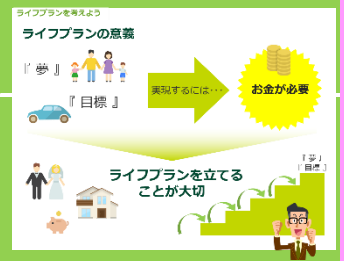 ライフプランを考えよう
ライフプランの意義
『 夢 』
『 目標 』
実現するには･･･
お金が必要
ライフプランを立てる
ことが大切
『 夢 』
『 目標 』